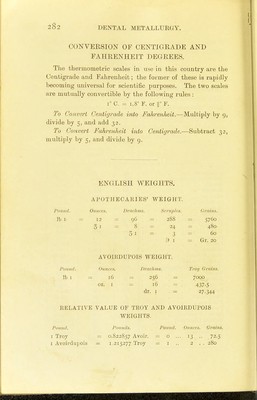 282 DENTAL METALLURGY.
CONVERSION OF CENTIGRADE AND
FAHRENHEIT DEGREES.
The thermometric scales in use in this country are the
Centigrade and Fahrenheit; the former of these is rapidly
becoming universal for scientific purposes. The two scales
are mutually convertible by the following rules:
1° C. = 1.8° F. or 9/5° F.
To Convert Centigrade into Fahrenheit.—Multiply by 9,
divide by 5, and add 32.
To Convert Fahrenheit into Centigrade.—Subtract 32,
multiply by 5, and divide by 9.
ENGLISH WEIGHTS.
APOTHECARIES' WEIGHT.
Pound. Ounces. Drachms. Scruples. Grains.
lb. 1 = 12 = 96 = 288 = 5760
℥ 1 = 8 = 24 = 480
ʒ 1 = 3 = 60
℈ 1 = Gr. 20
AVOIRDUPOIS WEIGHT.
Pound. Ounces. Drachms. Troy Grains.
lb. 1 = 16 = 256 = 7000
oz. 1 = 16 = 437.5
dr. 1 = 27.344
RELATIVE VALUE OF TROY AND AVOIRDUPOIS
WEIGHTS.
Pound. Pounds. Pound. Ounces. Grains.
1 Troy = 0.822857 Avoir. = 0 .. 13 .. 72.5
1 Avoirdupois = 1.215277 Troy = 1 .. 2 .. 280